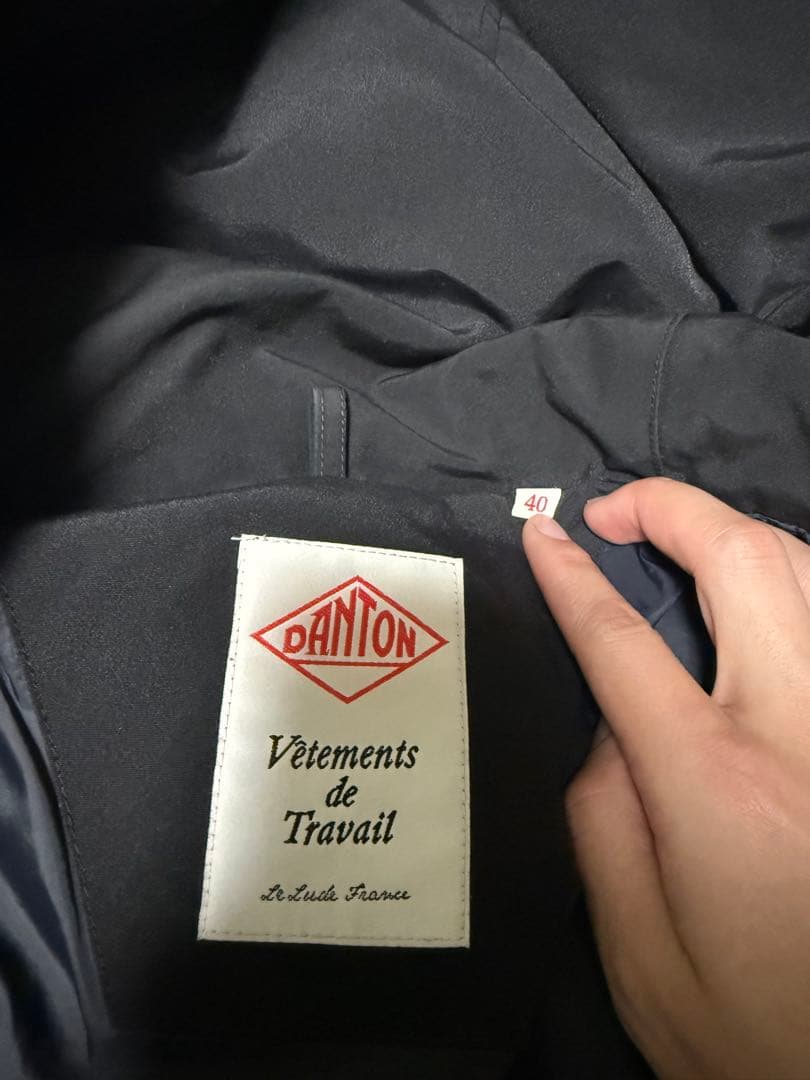 40
DANTON
Vêtements
de
Travail
Le Lude France